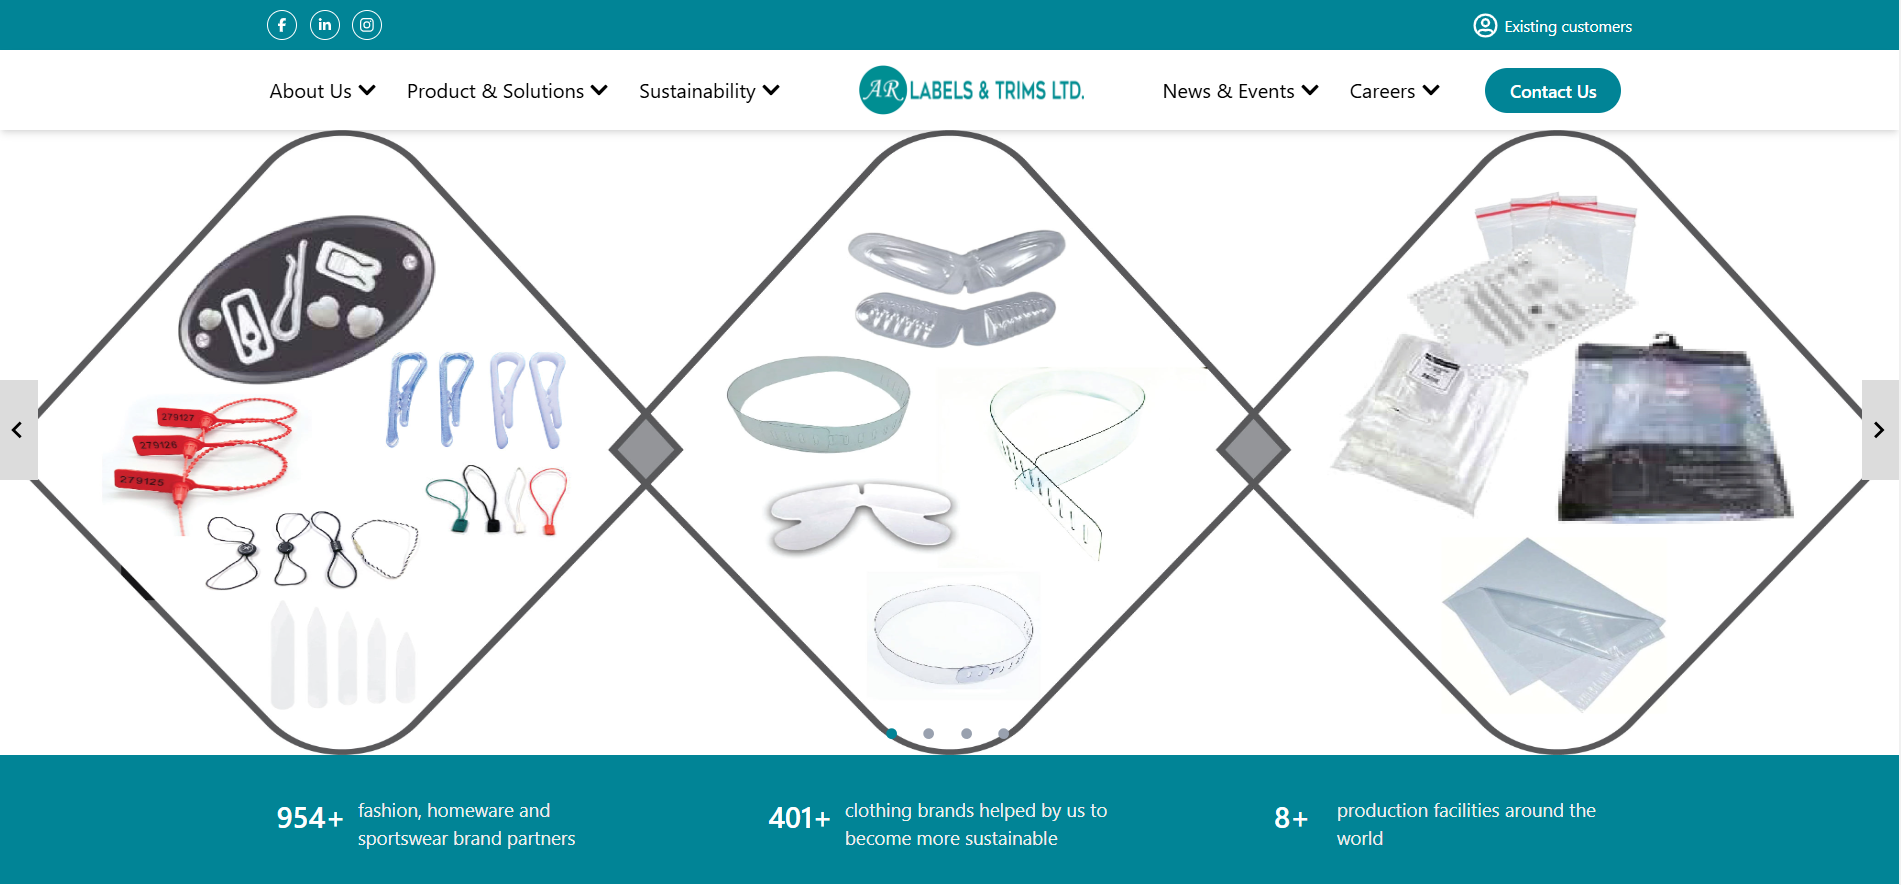 Existing customers
About Us
Product & Solutions
Sustainability
AR LABELS & TRIMS LTD.
News & Events
Careers
Contact Us
279127
279126
279125
954+
fashion, homeware and
sportswear brand partners
401+
clothing brands helped by us to
become more sustainable
8+
production facilities around the
world